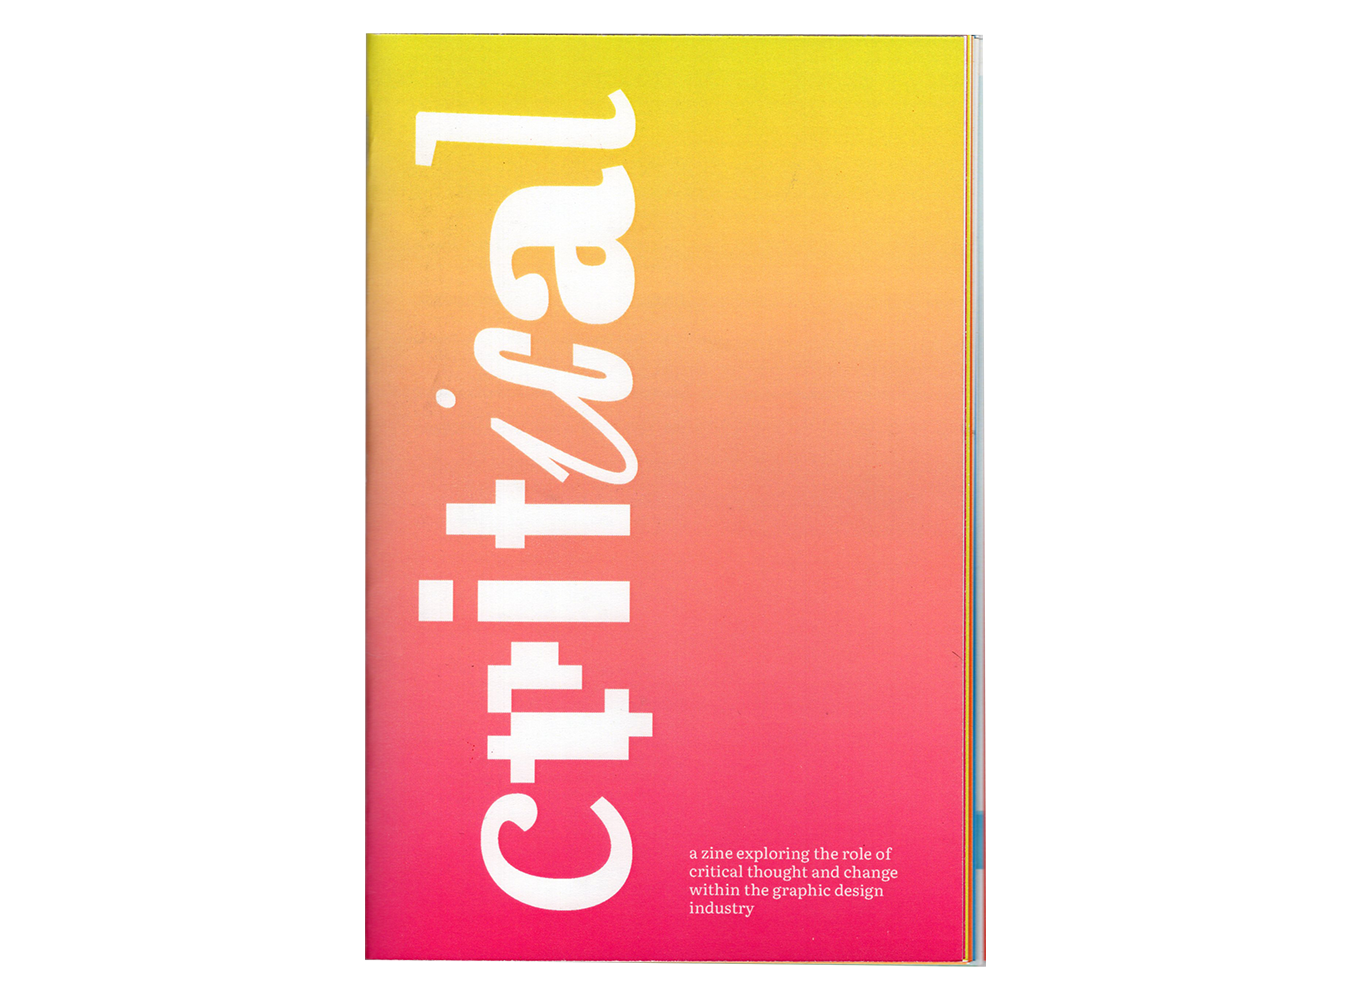 critical
a zine exploring the role of
critical thought and change
within the graphic design
industry